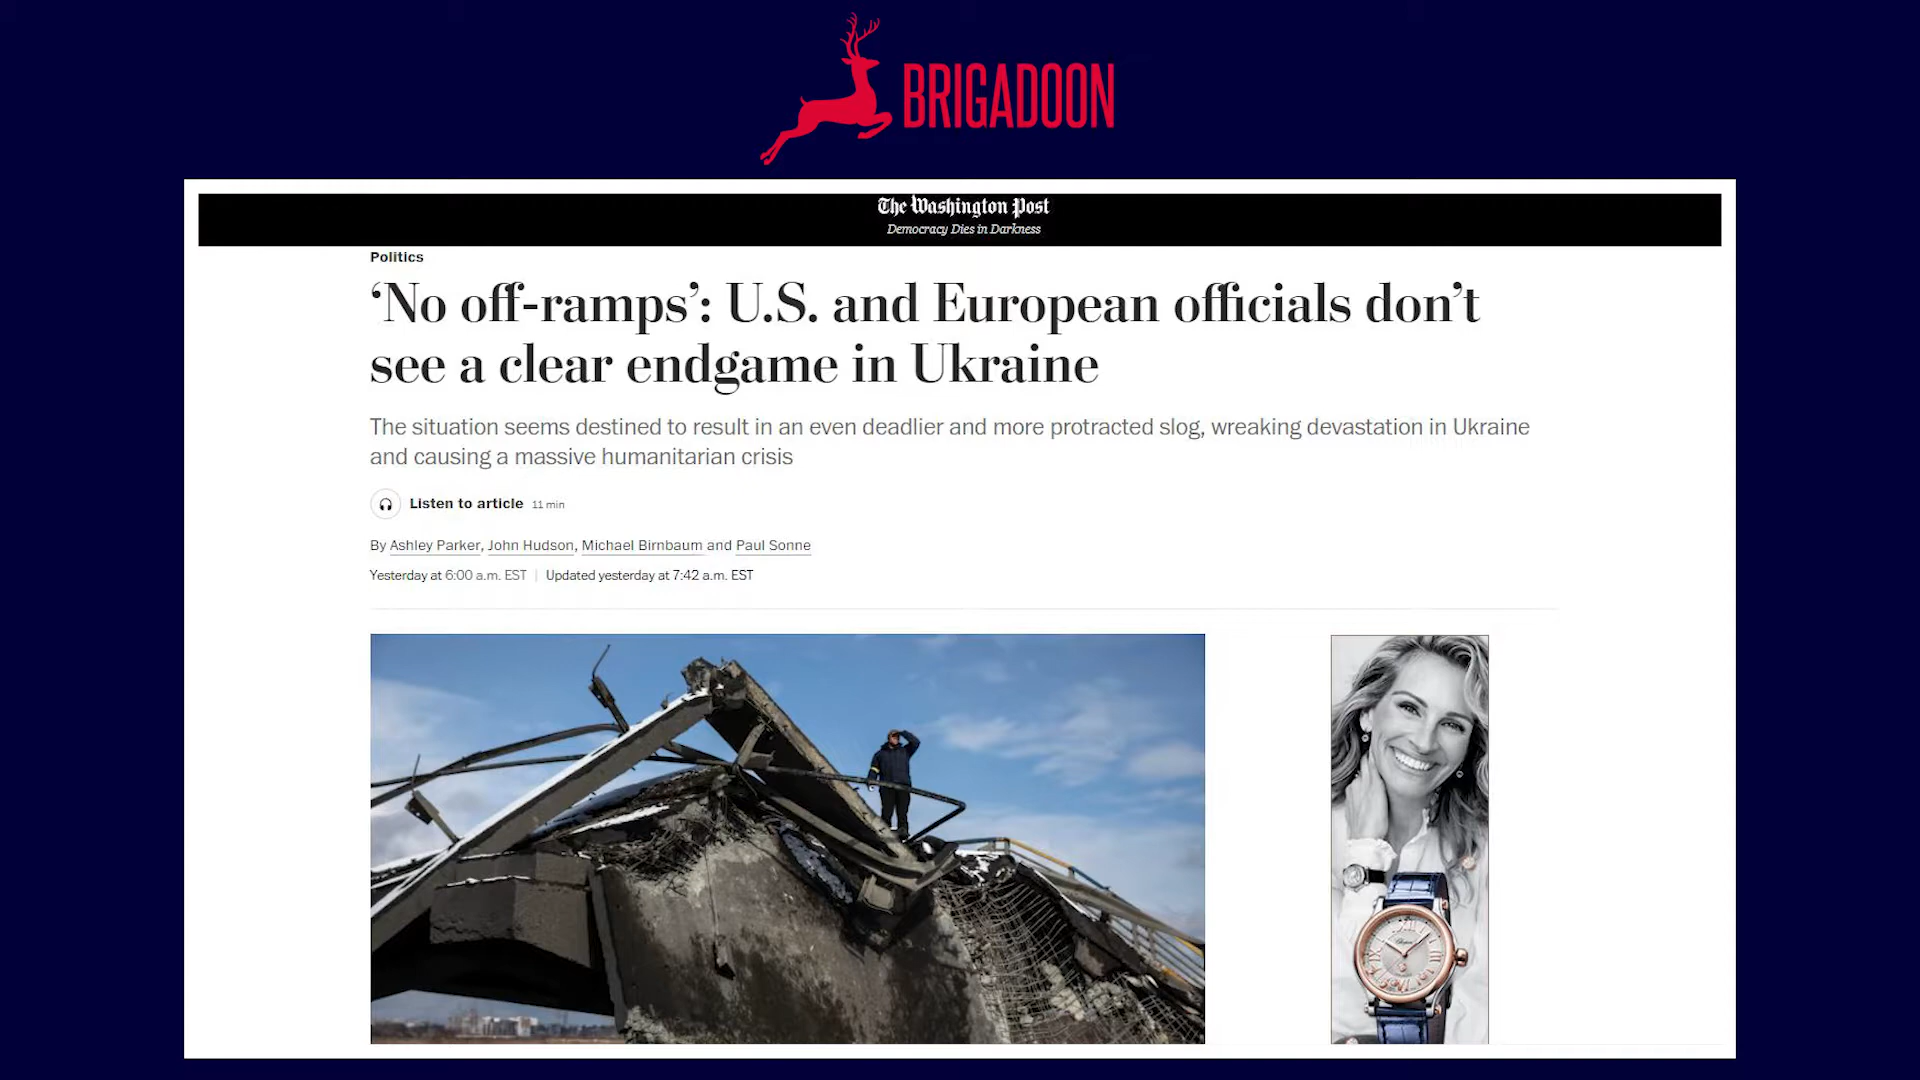 BRIGADOON
The Washington Post
Democracy Dies in Darkness
Politics
‘No off-ramps’: U.S. and European officials don’t
see a clear endgame in Ukraine
The situation seems destined to result in an even deadlier and more protracted slog, wreaking devastation in Ukraine
and causing a massive humanitarian crisis
Listen to article 11 min
By Ashley Parker, John Hudson, Michael Birnbaum and Paul Sonne
Yesterday at 6:00 a.m. EST | Updated yesterday at 7:42 a.m. EST
Chopard